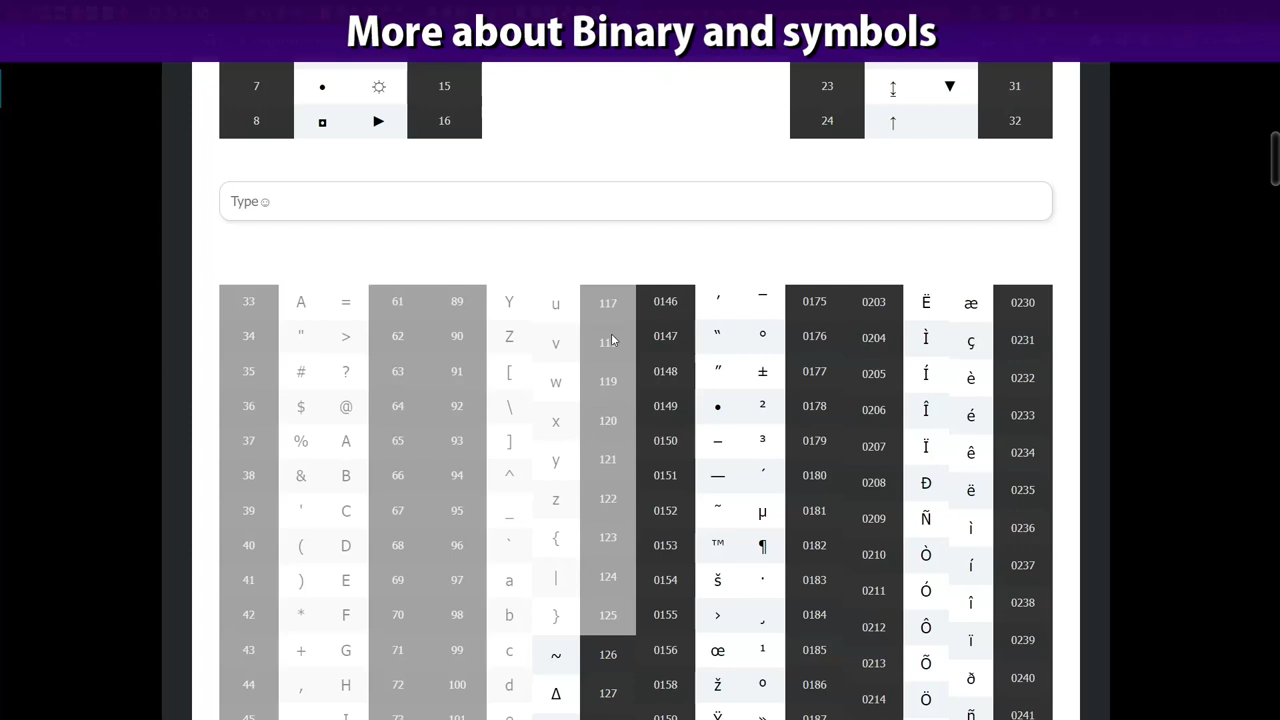 More about Binary and symbols
7 • ☼ 15 23 ↨ ▼ 31
8 ◘ ► 16 24 ↑ 32
Type☺
33 A = 61 89 Y u 117 0146 ’ ¯ 0175 0203 Ë æ 0230
34 " > 62 90 Z v 0147 “ ° 0176 0204 Ì ç 0231
35 # ? 63 91 [ w 119 0148 ” ± 0177 0205 Í è 0232
36 $ @ 64 92 \ x 120 0149 • ² 0178 0206 Î é 0233
37 % A 65 93 ] y 121 0150 – ³ 0179 0207 Ï ê 0234
38 & B 66 94 ^ z 122 0151 — ´ 0180 0208 Ð ë 0235
39 ' C 67 95 _ { 123 0152 ˜ µ 0181 0209 Ñ ì 0236
40 ( D 68 96 ` | 124 0153 ™ ¶ 0182 0210 Ò í 0237
41 ) E 69 97 a } 125 0154 š · 0183 0211 Ó î 0238
42 * F 70 98 b ~ 126 0155 › ¸ 0184 0212 Ô ï 0239
43 + G 71 99 c Δ 127 0156 œ ¹ 0185 0213 Õ ð 0240
44 , H 72 100 d 0158 ž º 0186 0214 Ö ñ 0241